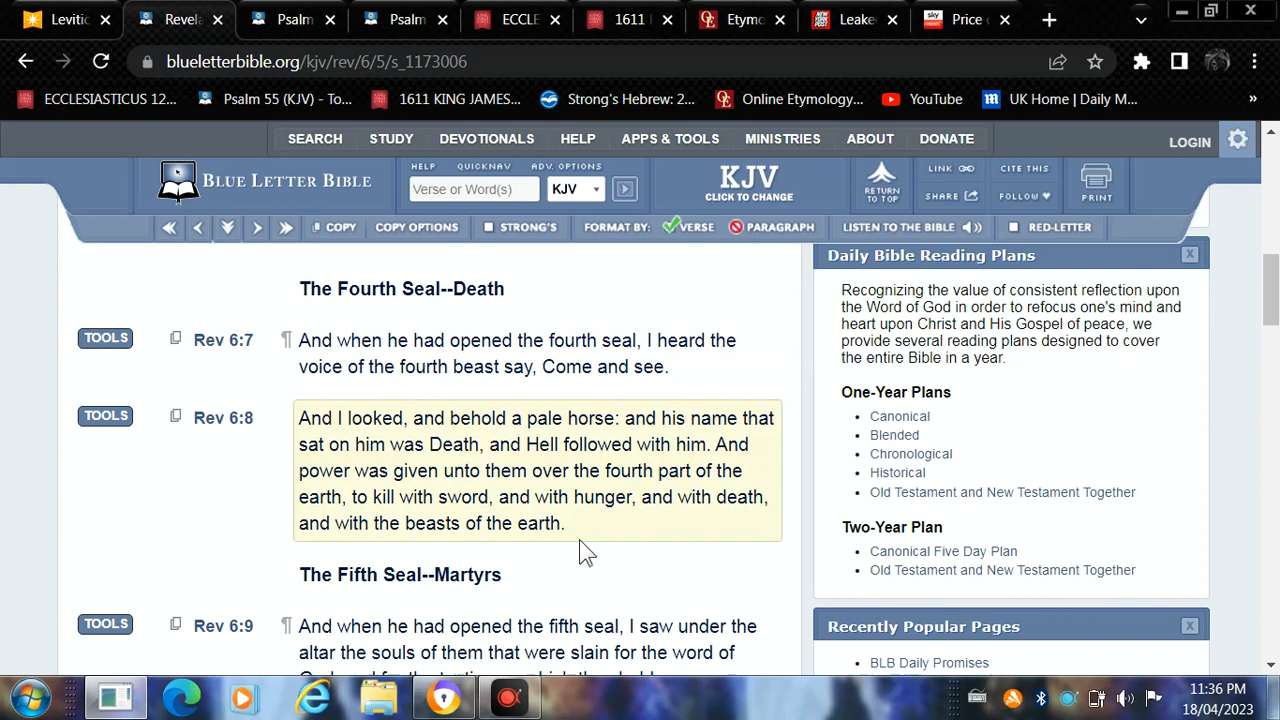 Leviti
Revela
Psalm
Psalm
ECCLE
1611
Etymo
Leake
Price o
blueletterbible.org/kjv/rev/6/5/s_1173006
ECCLESIASTICUS 12...
Psalm 55 (KJV) - To...
1611 KING JAMES...
Strong's Hebrew: 2...
Online Etymology...
YouTube
UK Home | Daily M...
SEARCH STUDY DEVOTIONALS HELP APPS & TOOLS MINISTRIES ABOUT DONATE LOGIN
BLUE LETTER BIBLE
HELP QUICKNAV ADV. OPTIONS
Verse or Word(s) KJV
KJV
CLICK TO CHANGE
RETURN
TO TOP
LINK CITE THIS
SHARE FOLLOW
PRINT
COPY COPY OPTIONS STRONG'S FORMAT BY: VERSE PARAGRAPH LISTEN TO THE BIBLE RED-LETTER
The Fourth Seal--Death
TOOLS Rev 6:7 ¶ And when he had opened the fourth seal, I heard the
voice of the fourth beast say, Come and see.
TOOLS Rev 6:8 And I looked, and behold a pale horse: and his name that
sat on him was Death, and Hell followed with him. And
power was given unto them over the fourth part of the
earth, to kill with sword, and with hunger, and with death,
and with the beasts of the earth.
The Fifth Seal--Martyrs
TOOLS Rev 6:9 ¶ And when he had opened the fifth seal, I saw under the
altar the souls of them that were slain for the word of
Daily Bible Reading Plans X
Recognizing the value of consistent reflection upon
the Word of God in order to refocus one's mind and
heart upon Christ and His Gospel of peace, we
provide several reading plans designed to cover
the entire Bible in a year.
One-Year Plans
• Canonical
• Blended
• Chronological
• Historical
• Old Testament and New Testament Together
Two-Year Plan
• Canonical Five Day Plan
• Old Testament and New Testament Together
Recently Popular Pages X
• BLB Daily Promises
11:36 PM
18/04/2023